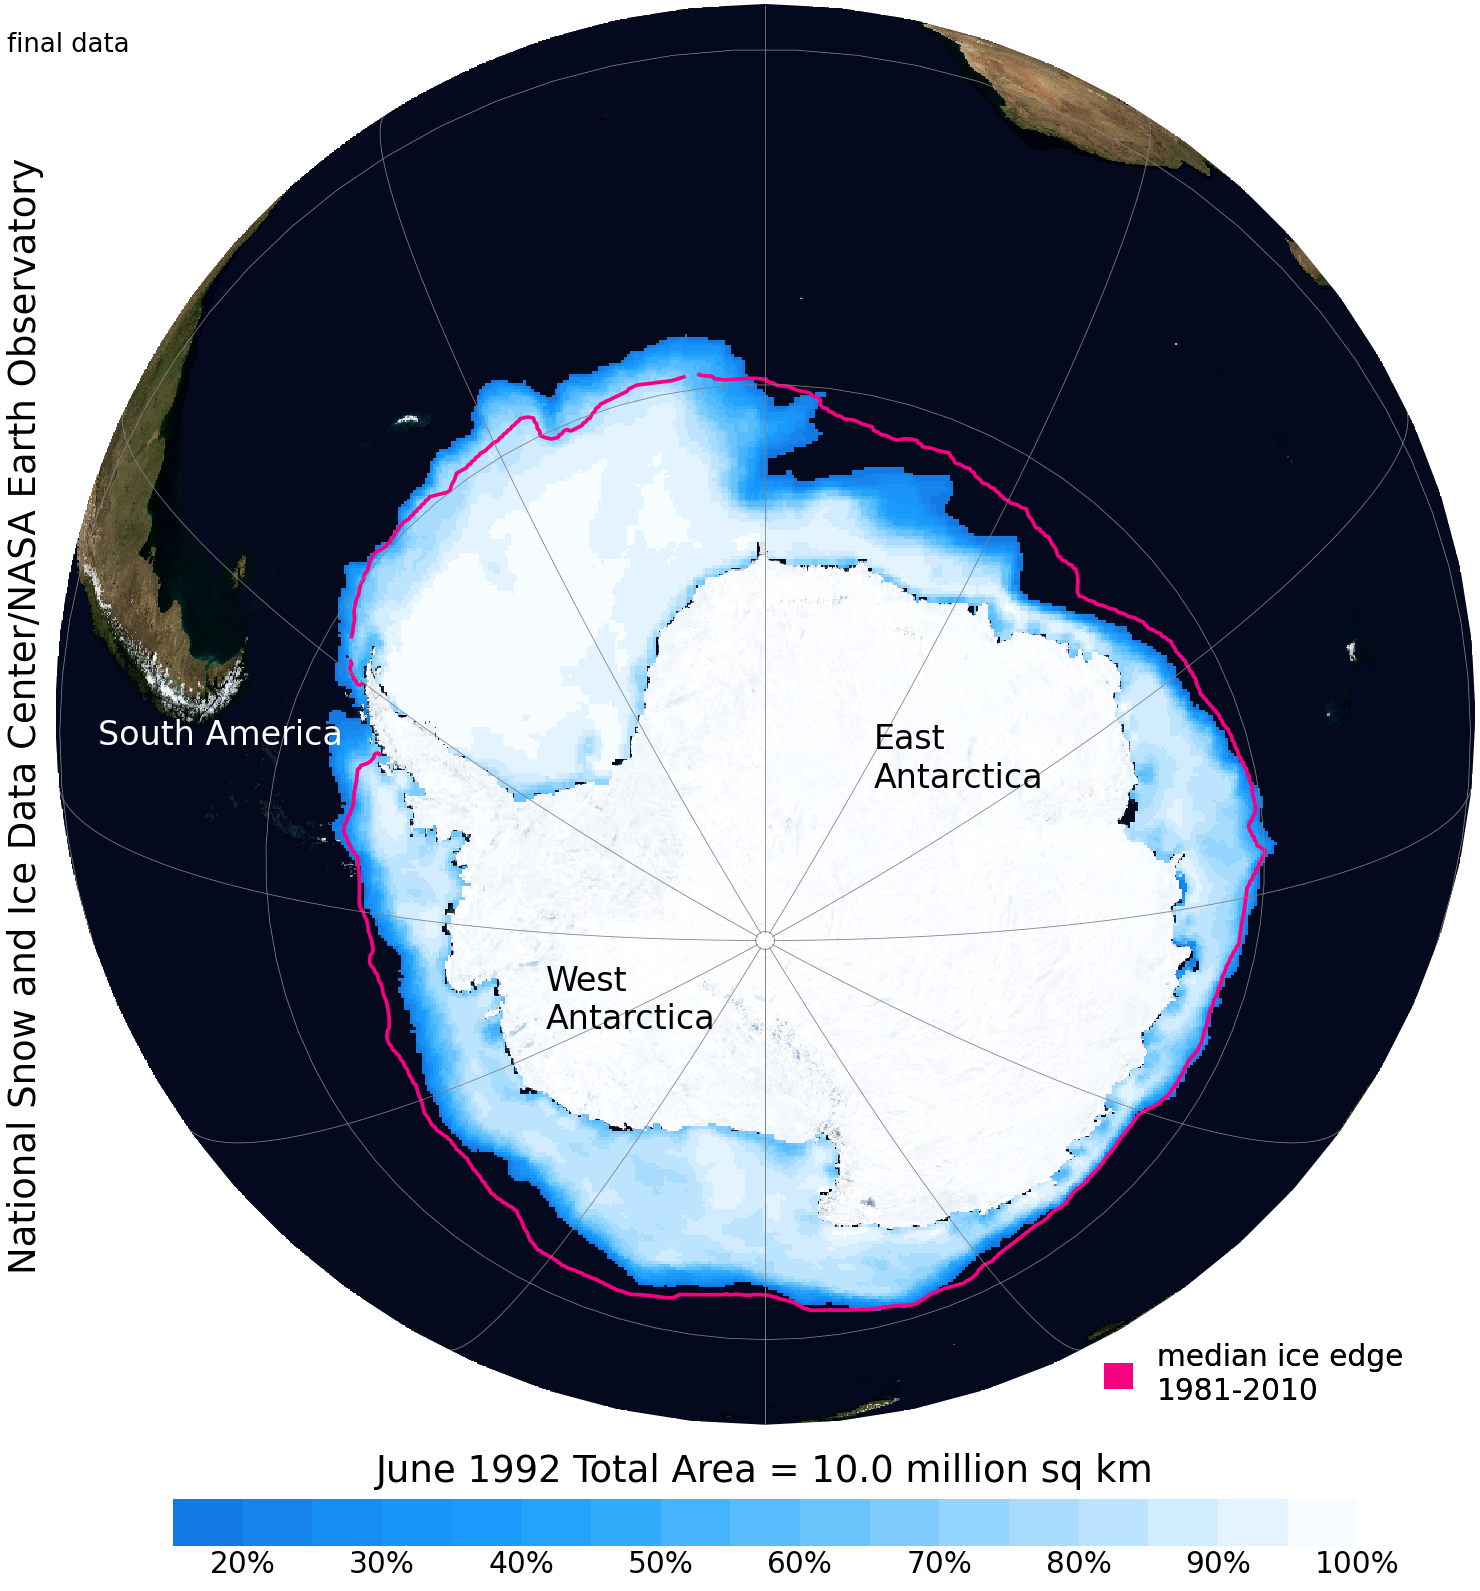 final data
National Snow and Ice Data Center/NASA Earth Observatory
South America
East
Antarctica
West
Antarctica
median ice edge
1981-2010
June 1992 Total Area = 10.0 million sq km
20% 30% 40% 50% 60% 70% 80% 90% 100%